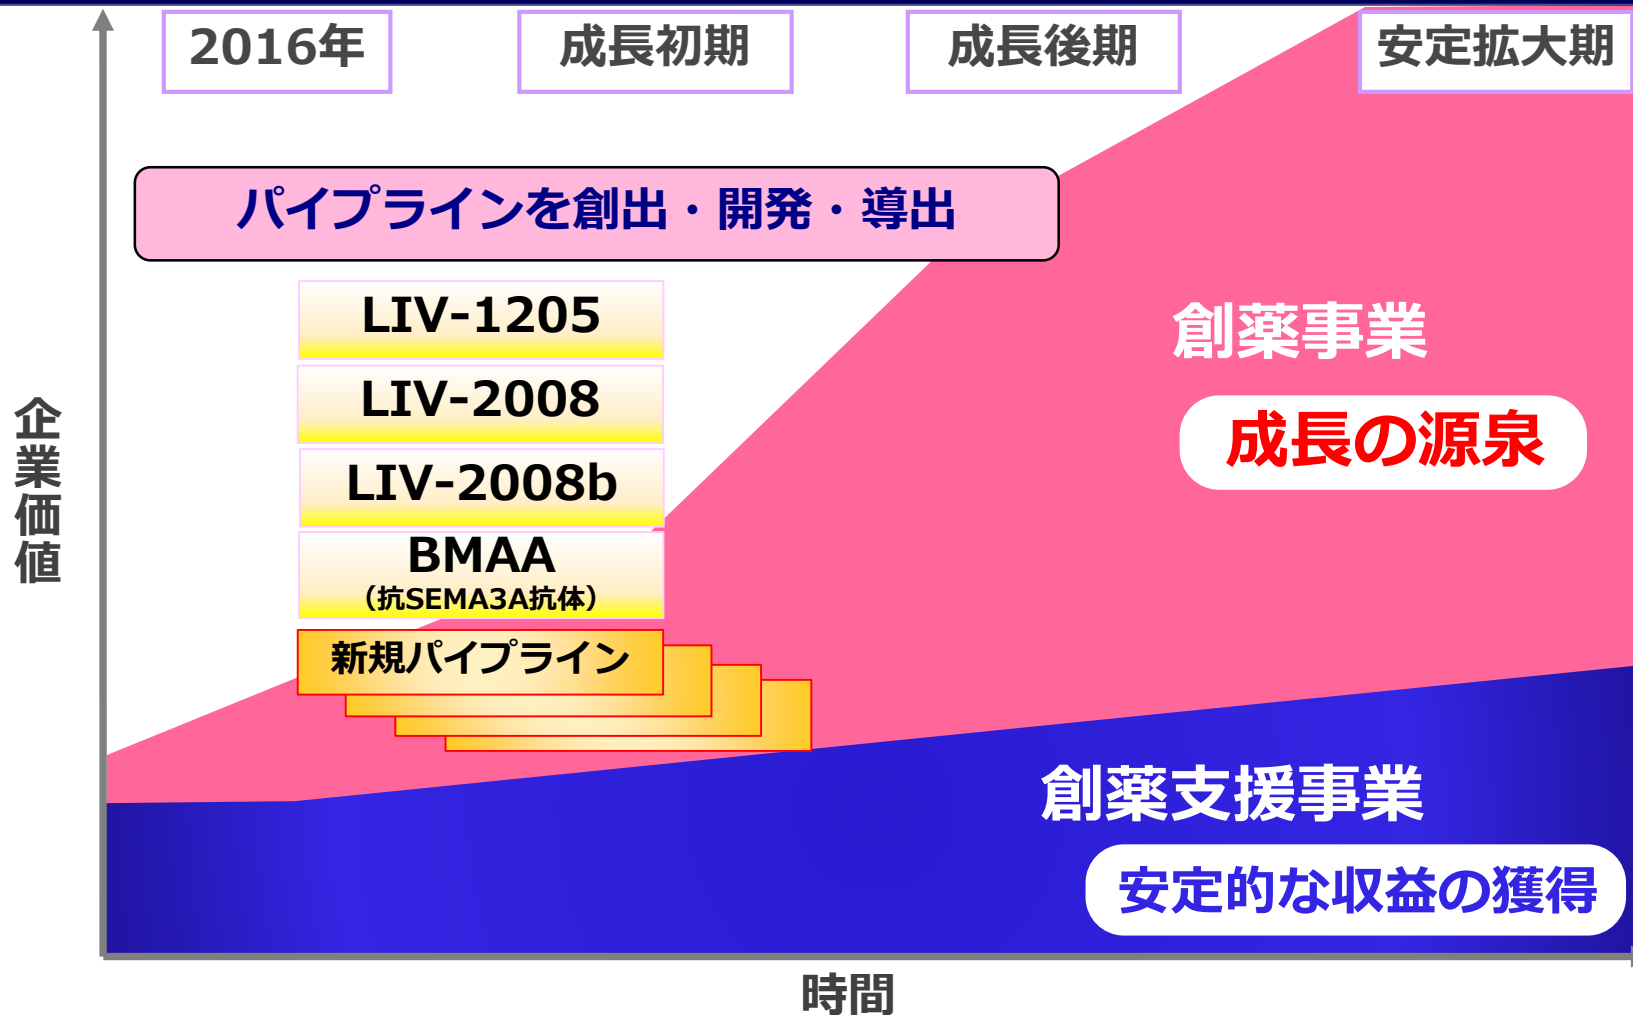 2016年
成長初期
成長後期
安定拡大期
パイプラインを創出・開発・導出
LIV-1205
LIV-2008
LIV-2008b
BMAA
（抗SEMA3A抗体）
新規パイプライン
創薬事業
成長の源泉
創薬支援事業
安定的な収益の獲得
企業価値
時間